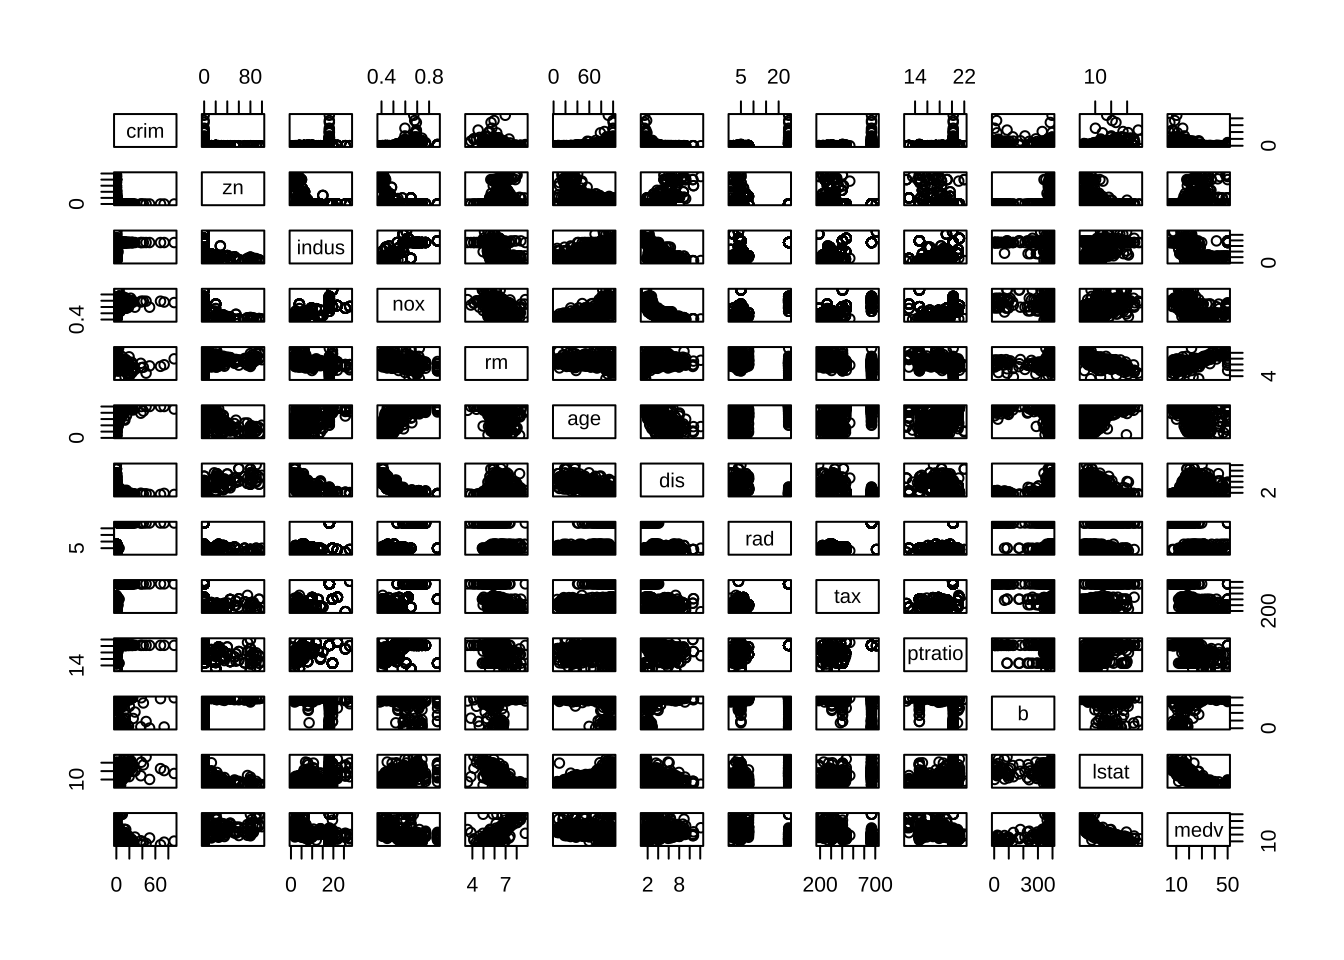 0 80 0.4 0.8 0 60 5 20 14 22 10
crim 0
0 zn
indus 0
0.4 nox
rm 4
0 age
dis 2
5 rad
tax 200
14 ptratio
b 0
10 lstat
medv 10
0 60 0 20 4 7 2 8 200 700 0 300 10 50